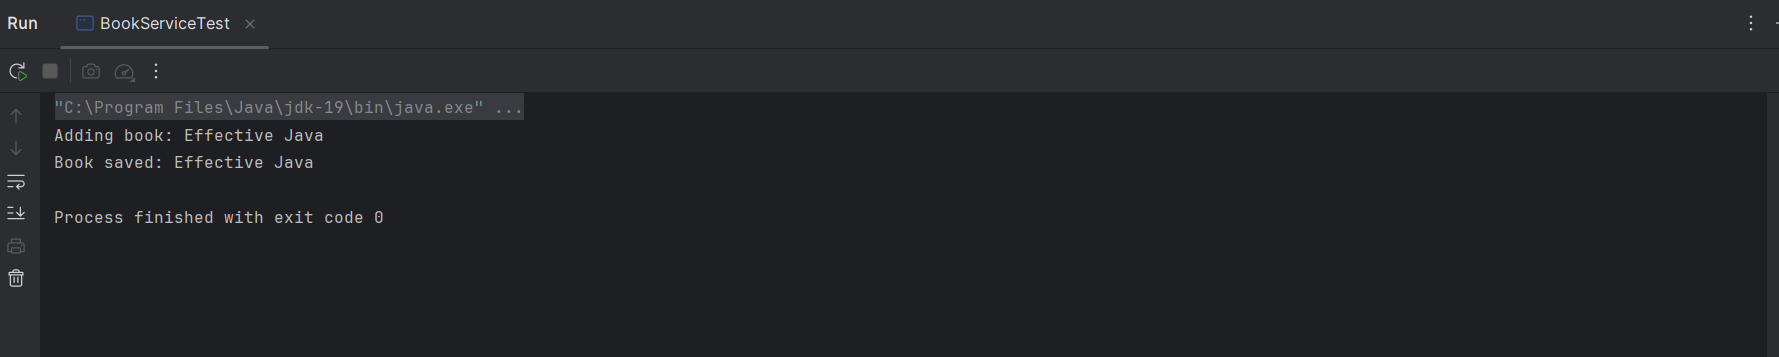 Run
BookServiceTest
"C:\Program Files\Java\jdk-19\bin\java.exe" ...
Adding book: Effective Java
Book saved: Effective Java
Process finished with exit code 0